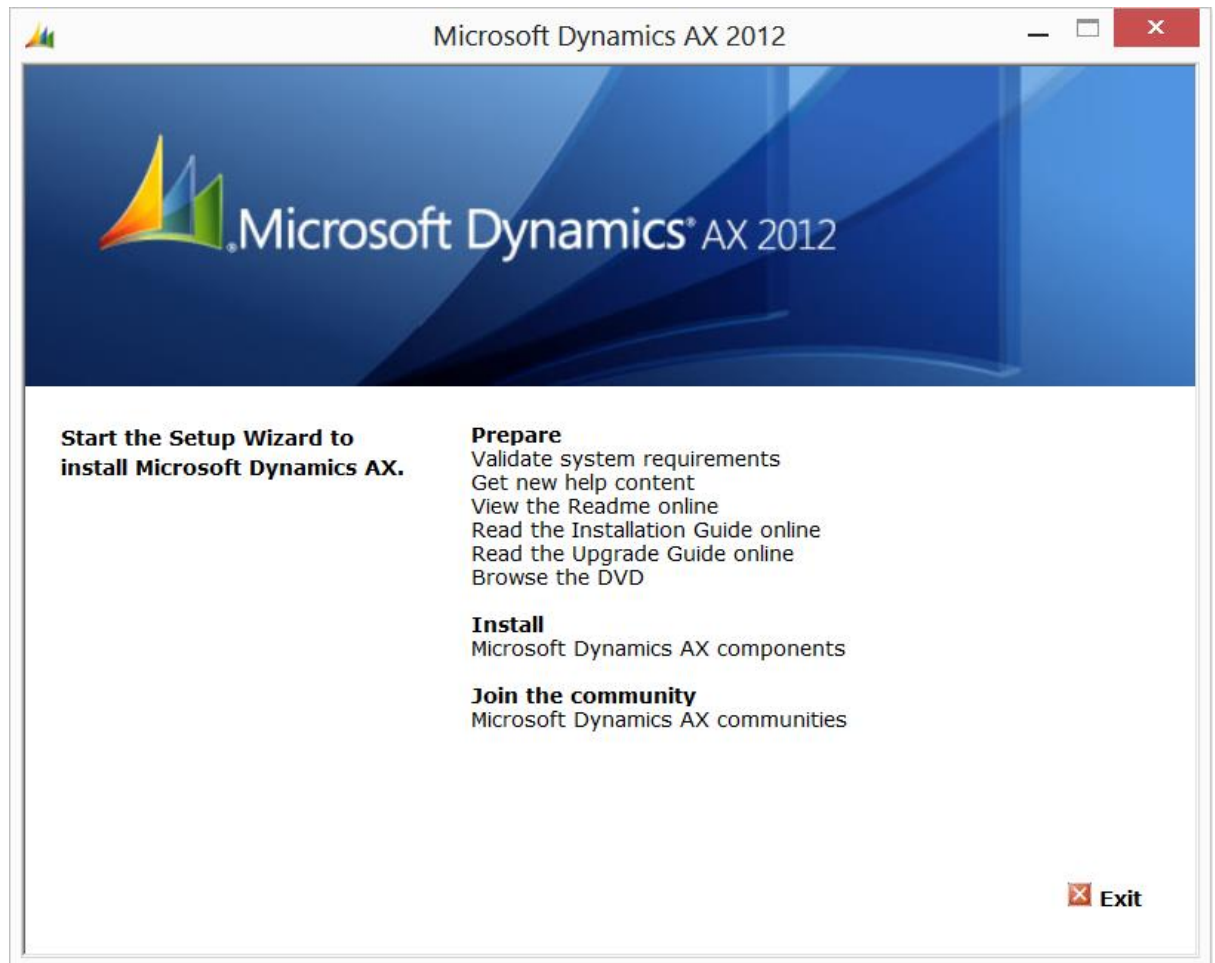 Microsoft Dynamics AX 2012
Microsoft Dynamics® AX 2012
Start the Setup Wizard to
install Microsoft Dynamics AX.
Prepare
Validate system requirements
Get new help content
View the Readme online
Read the Installation Guide online
Read the Upgrade Guide online
Browse the DVD
Install
Microsoft Dynamics AX components
Join the community
Microsoft Dynamics AX communities
Exit